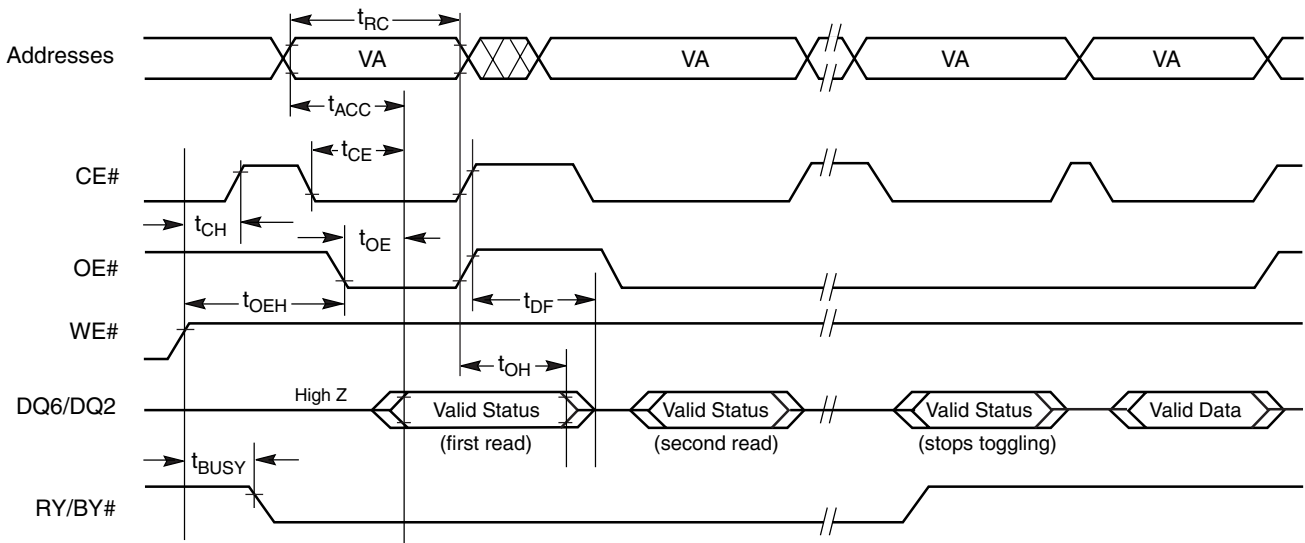 tRC
Addresses VA VA VA VA
tACC
tCE
CE#
tCH
tOE
OE#
tOEH
tDF
WE#
tOH
High Z
DQ6/DQ2 Valid Status Valid Status Valid Status Valid Data
(first read) (second read) (stops toggling)
tBUSY
RY/BY#